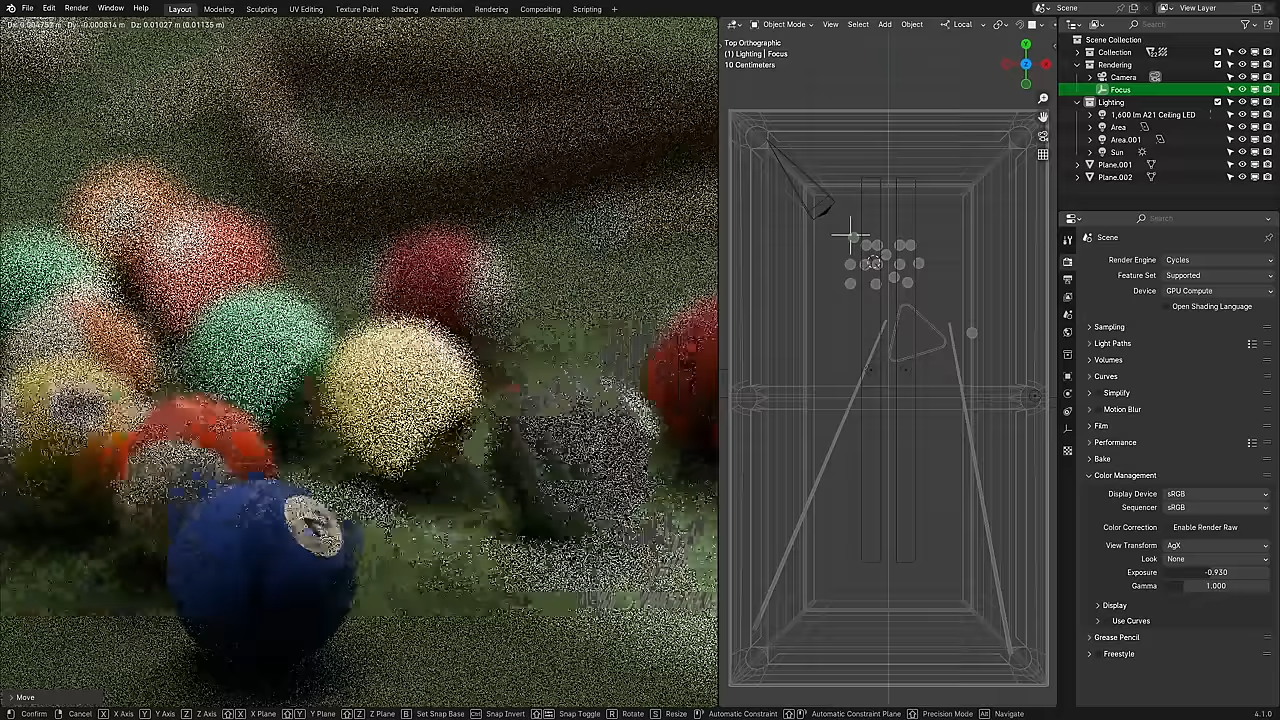 File Edit Render Window Help Layout Modeling Sculpting UV Editing Texture Paint Shading Animation Rendering Compositing Scripting + Scene View Layer
Object Mode View Select Add Object Local Search
Top Orthographic
(1) Lighting | Focus
10 Centimeters
Y
Z
X
Scene Collection
Collection
Rendering
Camera
Focus
Lighting
1,600 lm A21 Ceiling LED
Area
Area.001
Sun
Plane.001
Plane.002
Search
Scene
Render Engine Cycles
Feature Set Supported
Device GPU Compute
Open Shading Language
Sampling
Light Paths
Volumes
Curves
Simplify
Motion Blur
Film
Performance
Bake
Color Management
Display Device sRGB
Sequencer sRGB
Color Correction Enable Render Raw
View Transform AgX
Look None
Exposure -0.930
Gamma 1.000
Display
Use Curves
Grease Pencil
Freestyle
Move
Confirm Cancel X X Axis Y Y Axis Z Z Axis X X Plane Y Y Plane Z Z Plane B Set Snap Base Ctrl Snap Invert Snap Toggle R Rotate S Resize Automatic Constraint Automatic Constraint Plane Precision Mode Alt Navigate 4.1.0